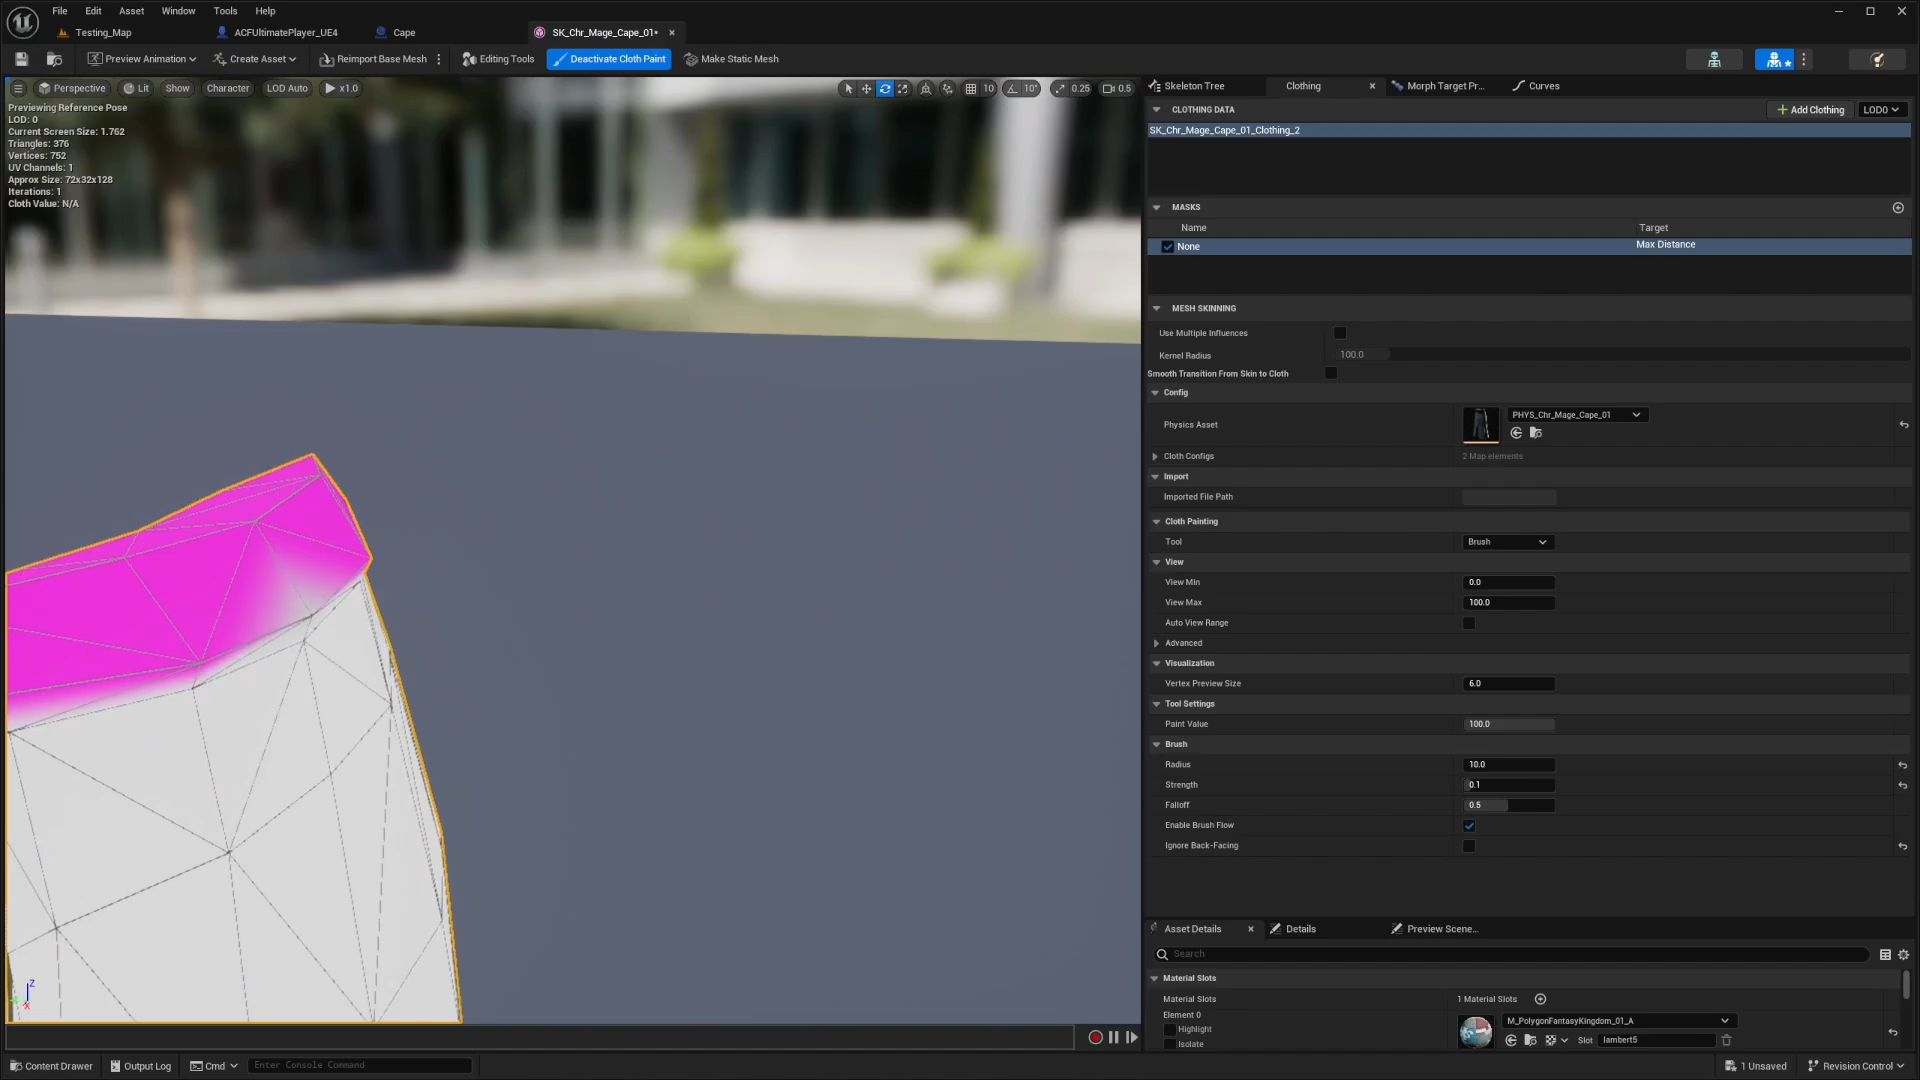 File Edit Asset Window Tools Help
Testing_Map ACFUltimatePlayer_UE4 Cape SK_Chr_Mage_Cape_01*
Preview Animation Create Asset Reimport Base Mesh Editing Tools Deactivate Cloth Paint Make Static Mesh
Perspective Lit Show Character LOD Auto x1.0 10 10° 0.25 0.5
Previewing Reference Pose
LOD: 0
Current Screen Size: 1.762
Triangles: 376
Vertices: 752
UV Channels: 1
Approx Size: 72x32x128
Iterations: 1
Cloth Value: N/A
Z
X
Skeleton Tree Clothing Morph Target Pr... Curves
CLOTHING DATA Add Clothing LOD0
SK_Chr_Mage_Cape_01_Clothing_2
MASKS
Name Target
None Max Distance
MESH SKINNING
Use Multiple Influences
Kernel Radius 100.0
Smooth Transition From Skin to Cloth
Config
Physics Asset PHYS_Chr_Mage_Cape_01
Cloth Configs 2 Map elements
Import
Imported File Path
Cloth Painting
Tool Brush
View
View Min 0.0
View Max 100.0
Auto View Range
Advanced
Visualization
Vertex Preview Size 6.0
Tool Settings
Paint Value 100.0
Brush
Radius 10.0
Strength 0.1
Falloff 0.5
Enable Brush Flow
Ignore Back-Facing
Asset Details Details Preview Scene...
Search
Material Slots
Material Slots 1 Material Slots
Element 0
Highlight
Isolate
M_PolygonFantasyKingdom_01_A
Slot lambert5
Content Drawer Output Log Cmd Enter Console Command 1 Unsaved Revision Control